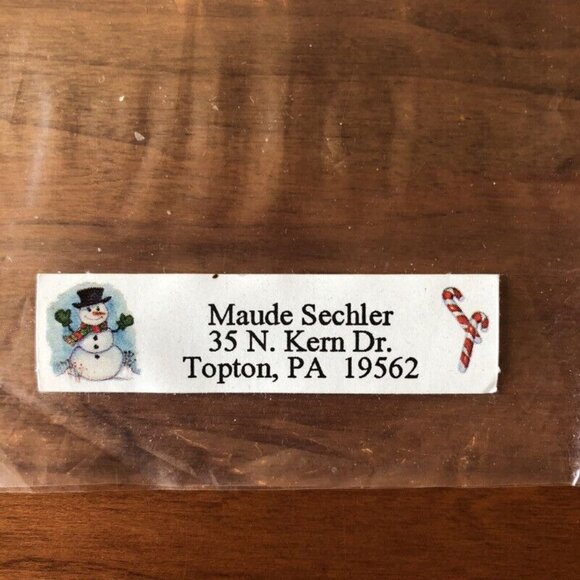 Maude Sechler
35 N. Kern Dr.
Topton, PA 19562